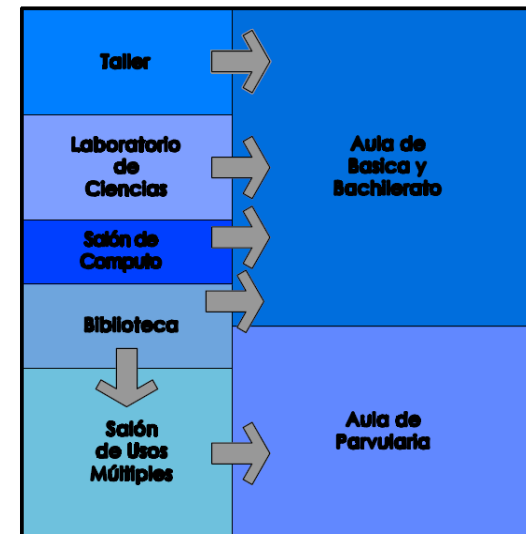 Taller
Laboratorio
de
Ciencias
Salón de
Computo
Biblioteca
Salón
de Usos
Múltiples
Aula de
Basica y
Bachillerato
Aula de
Parvularia